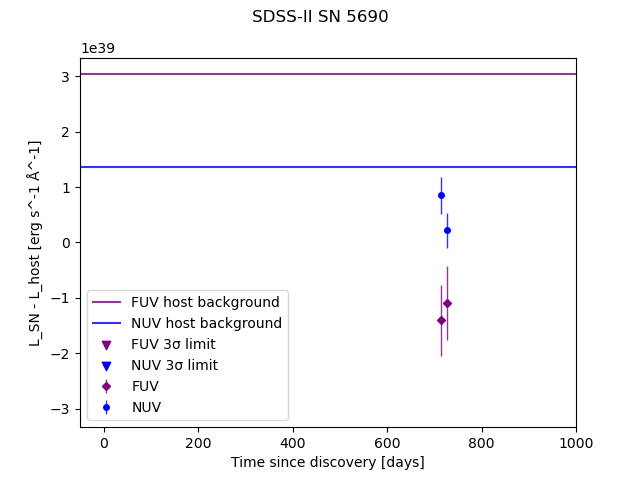 SDSS-II SN 5690
1e39
3
2
1
0
−1
−2
−3
L_SN - L_host [erg s^-1 Å^-1]
FUV host background
NUV host background
FUV 3σ limit
NUV 3σ limit
FUV
NUV
0 200 400 600 800 1000
Time since discovery [days]